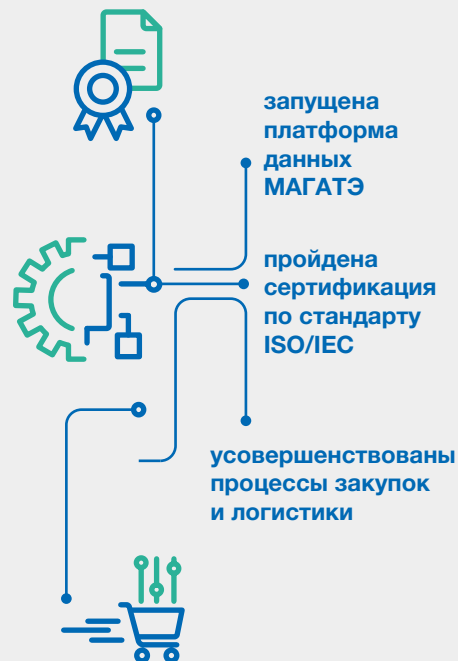 запущена
платформа
данных
МАГАТЭ
пройдена
сертификация
по стандарту
ISO/IEC
усовершенствованы
процессы закупок
и логистики